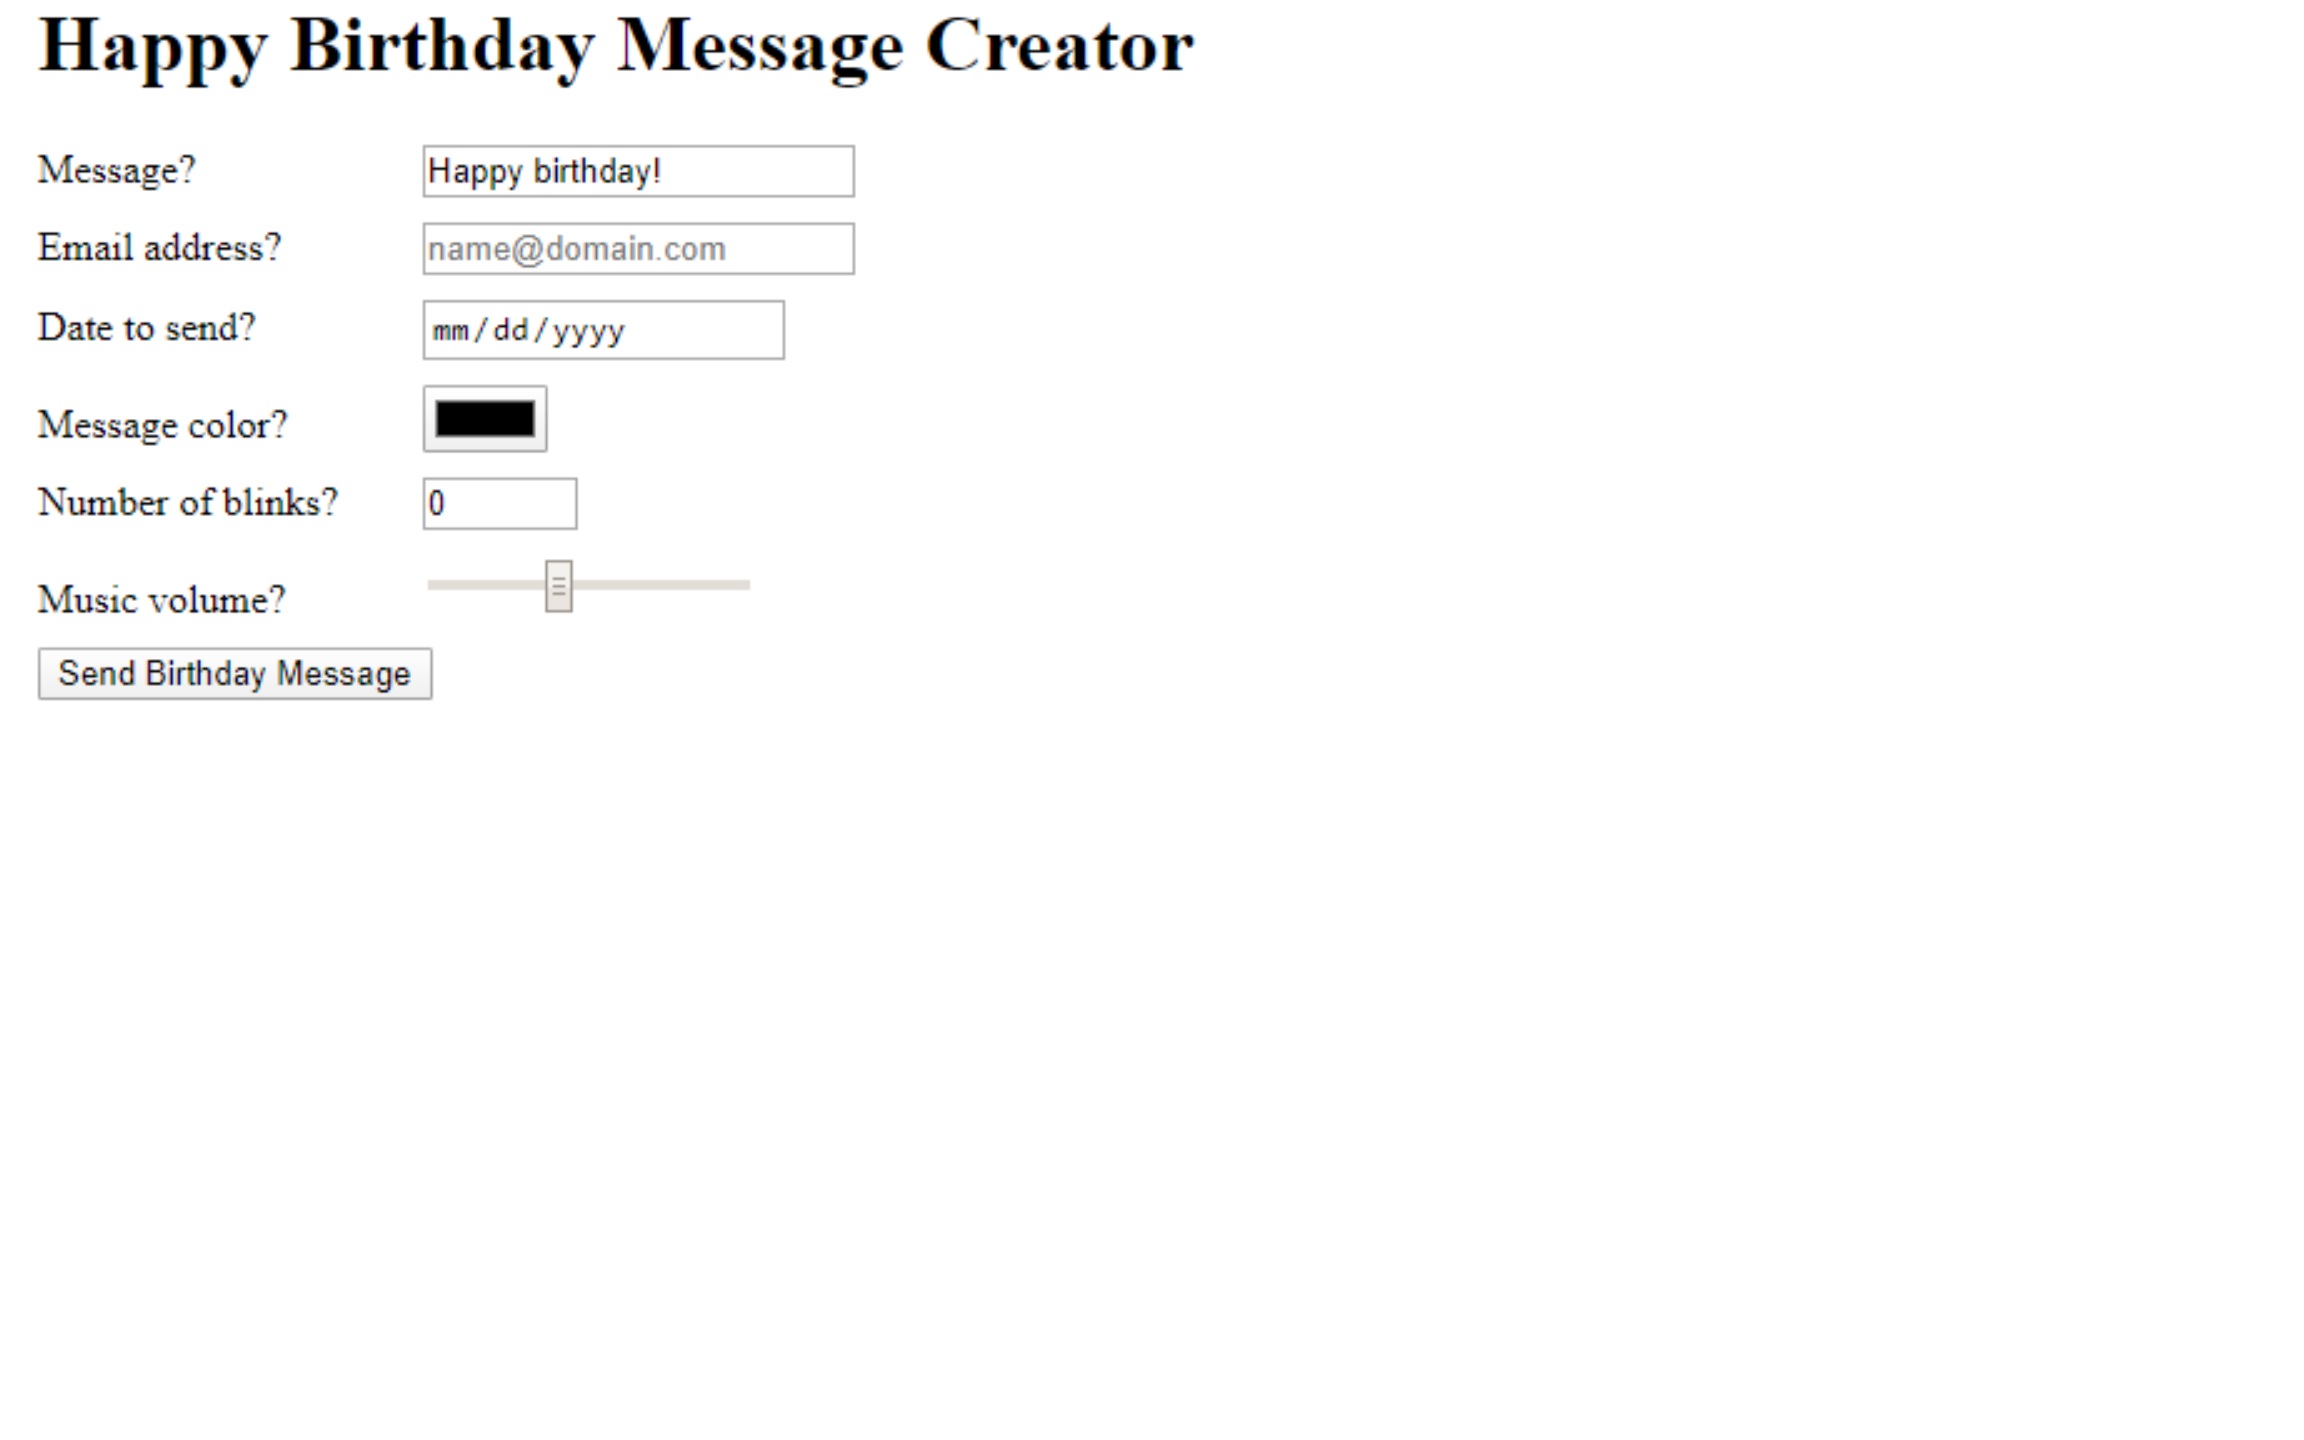 Happy Birthday Message Creator
Message? Happy birthday!
Email address? name@domain.com
Date to send? mm/dd/yyyy
Message color?
Number of blinks? 0
Music volume?
Send Birthday Message